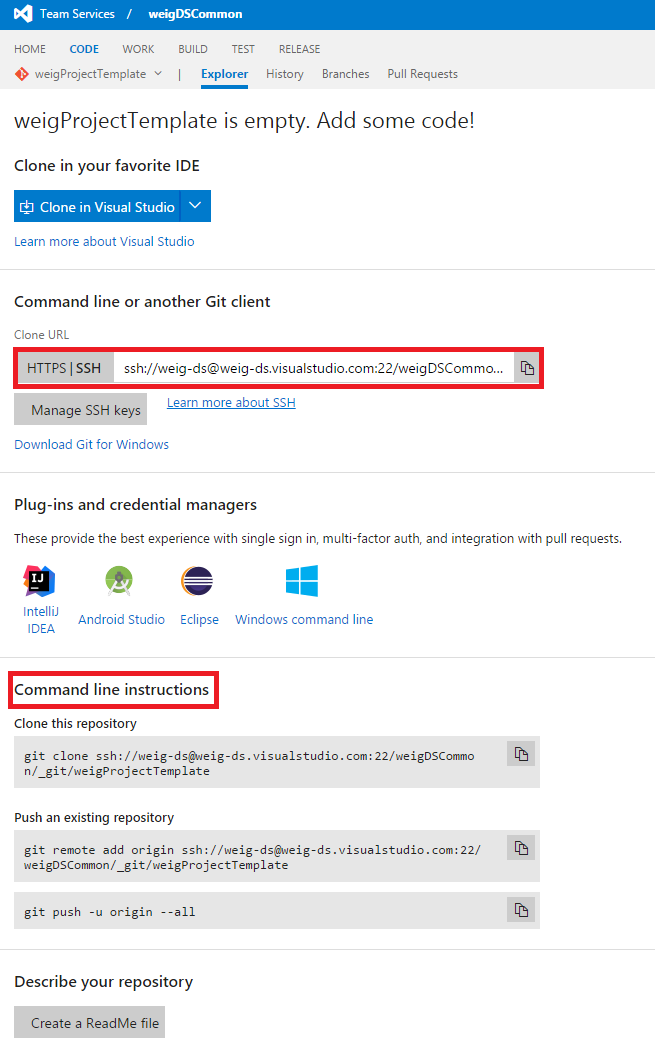 Team Services / weigDSCommon
HOME CODE WORK BUILD TEST RELEASE
weigProjectTemplate | Explorer History Branches Pull Requests
weigProjectTemplate is empty. Add some code!
Clone in your favorite IDE
Clone in Visual Studio
Learn more about Visual Studio
Command line or another Git client
Clone URL
HTTPS | SSH ssh://weig-ds@weig-ds.visualstudio.com:22/weigDSCommo...
Manage SSH keys Learn more about SSH
Download Git for Windows
Plug-ins and credential managers
These provide the best experience with single sign in, multi-factor auth, and integration with pull requests.
IJ
IntelliJ
IDEA
Android Studio
Eclipse
Windows command line
Command line instructions
Clone this repository
git clone ssh://weig-ds@weig-ds.visualstudio.com:22/weigDSCommo
n/_git/weigProjectTemplate
Push an existing repository
git remote add origin ssh://weig-ds@weig-ds.visualstudio.com:22/
weigDSCommon/_git/weigProjectTemplate
git push -u origin --all
Describe your repository
Create a ReadMe file